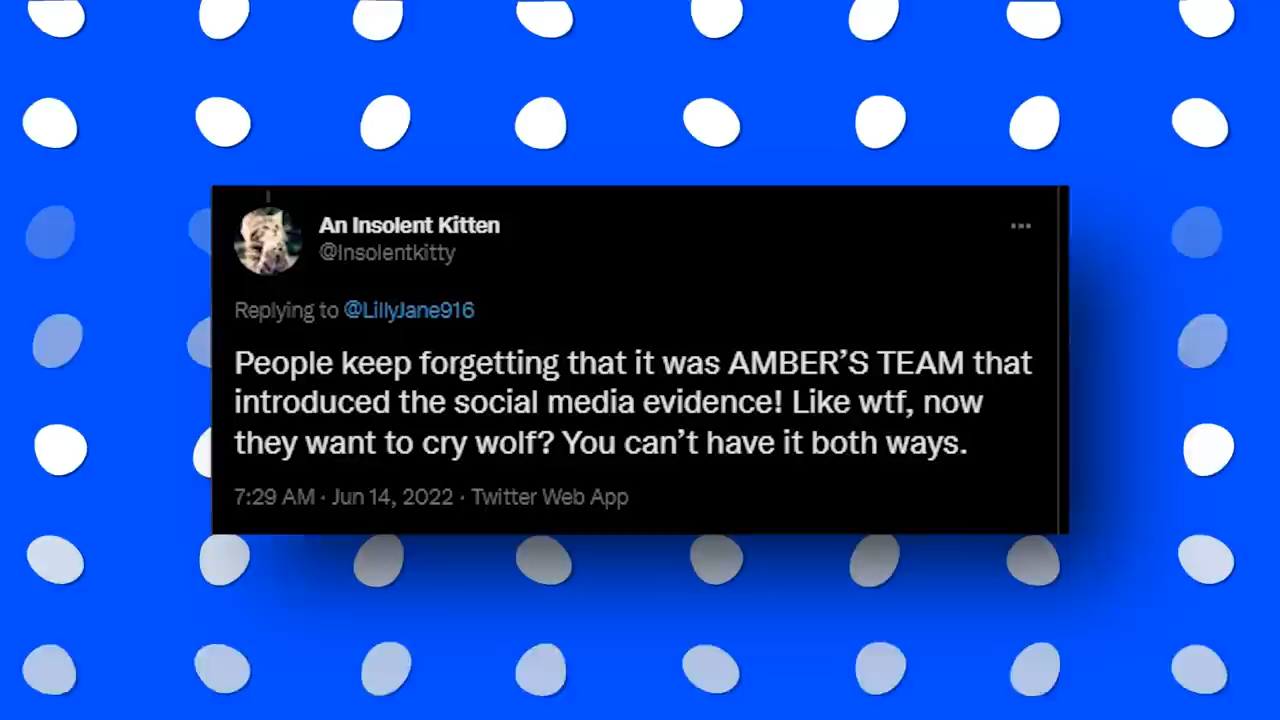 An Insolent Kitten
@Insolentkitty
Replying to @LillyJane916
People keep forgetting that it was AMBER’S TEAM that
introduced the social media evidence! Like wtf, now
they want to cry wolf? You can’t have it both ways.
7:29 AM · Jun 14, 2022 · Twitter Web App